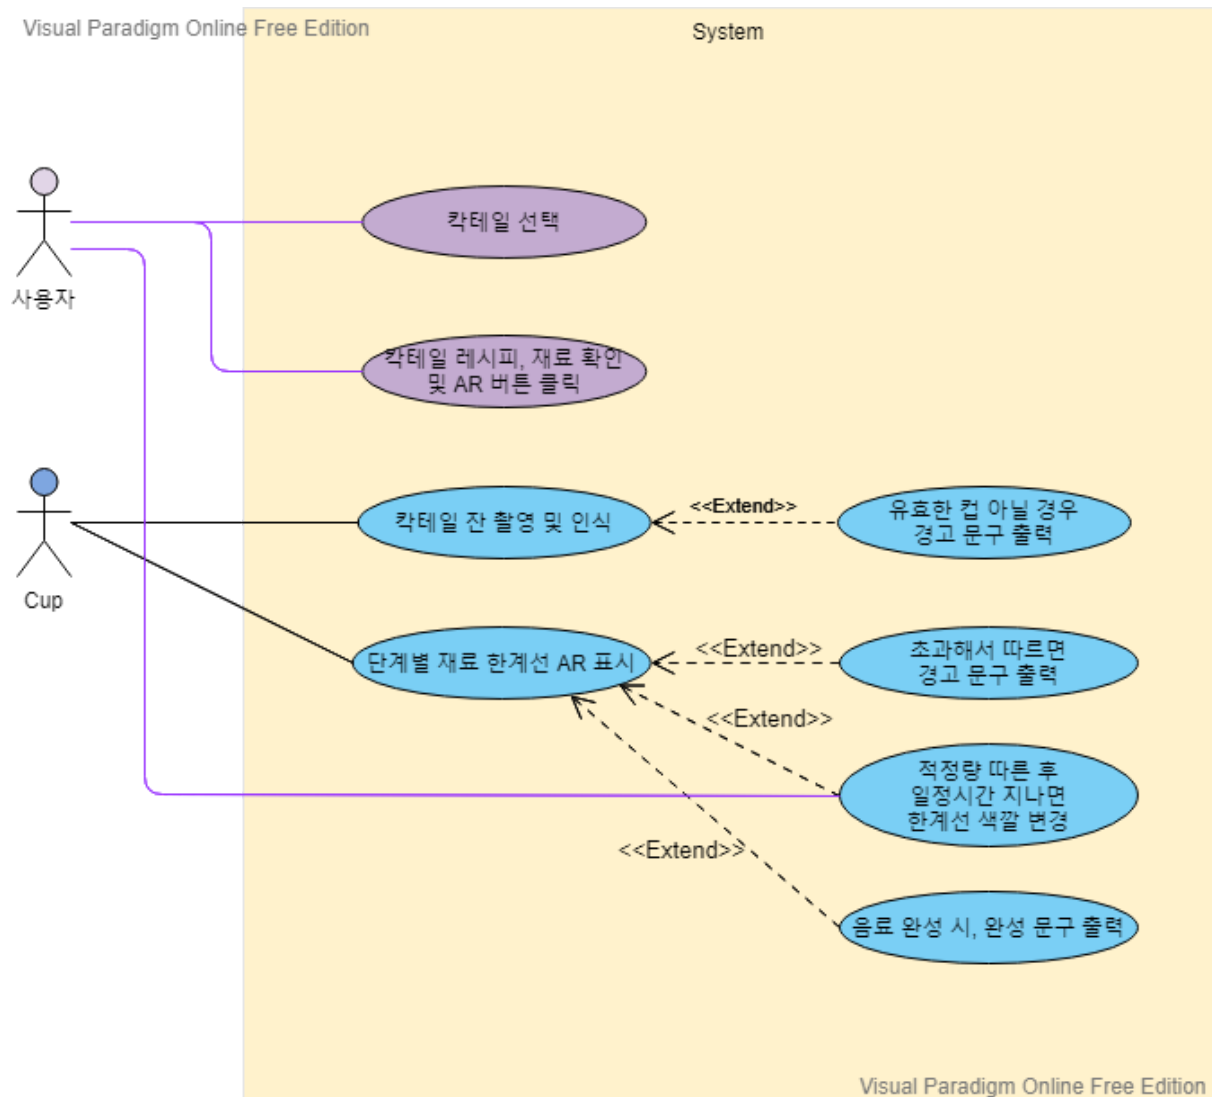 Visual Paradigm Online Free Edition
System
칵테일 선택
사용자
칵테일 레시피, 재료 확인
및 AR 버튼 클릭
칵테일 잔 촬영 및 인식
<<Extend>>
유효한 컵 아닐 경우
경고 문구 출력
Cup
단계별 재료 한계선 AR 표시
<<Extend>>
초과해서 따르면
경고 문구 출력
<<Extend>>
적정량 따른 후
일정시간 지나면
한계선 색깔 변경
<<Extend>>
음료 완성 시, 완성 문구 출력
Visual Paradigm Online Free Edition